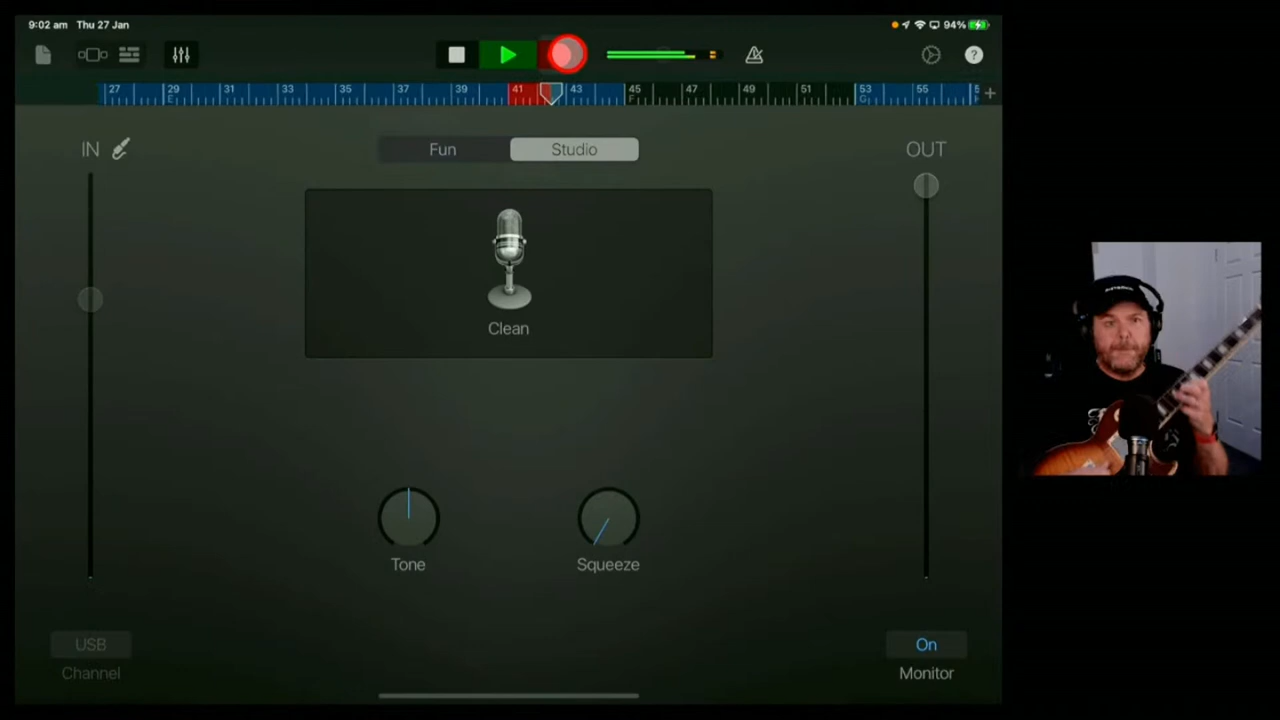 9:02 am Thu 27 Jan 94%
27 29 31 33 35 37 39 41 43 45 47 49 51 53 55
E F G
IN Fun Studio OUT
Clean
Tone Squeeze
USB On
Channel Monitor